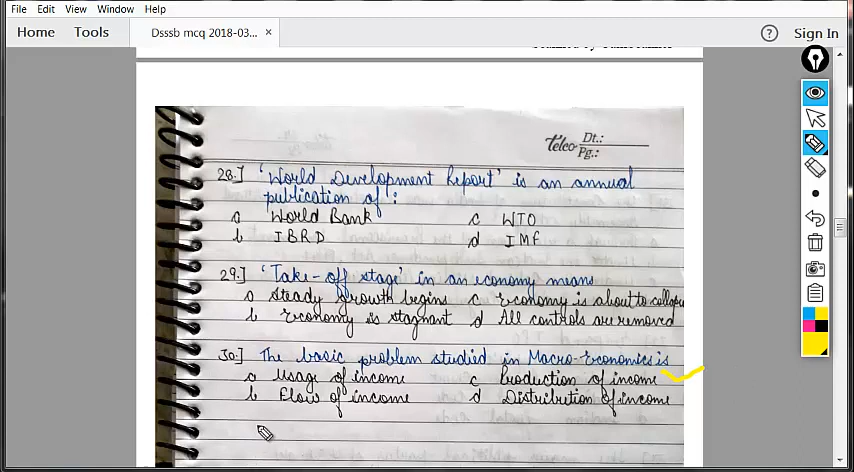 File Edit View Window Help
Home Tools Dsssb mcq 2018-03... × ? Sign In
Telco Dt.:
Pg.:
28.] 'World Development Report' is an annual
publication of :
a World Bank c WTO
b IBRD d IMF
29.] 'Take-off stage' in an economy means
a Steady growth begins c Economy is about to collapse
b Economy is stagnant d All controls are removed
30.] The basic problem studied in Macro-Economics is
a Usage of income c Production of income
b Flow of income d Distribution of income